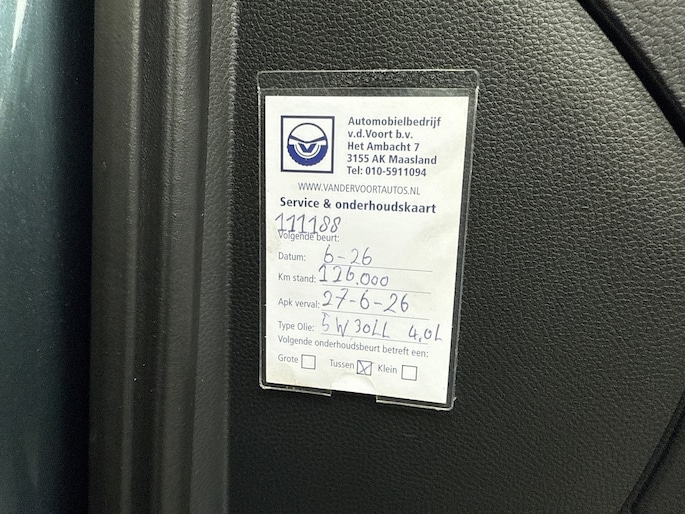 Automobielbedrijf
v.d.Voort b.v.
Het Ambacht 7
3155 AK Maasland
Tel: 010-5911094
WWW.VANDERVOORTAUTOS.NL
Service & onderhoudskaart
111188
Volgende beurt:
Datum: 6-26
Km stand: 126.000
Apk verval: 27-6-26
Type Olie: 5W30LL 4,0L
Volgende onderhoudsbeurt betreft een:
Grote Tussen Klein